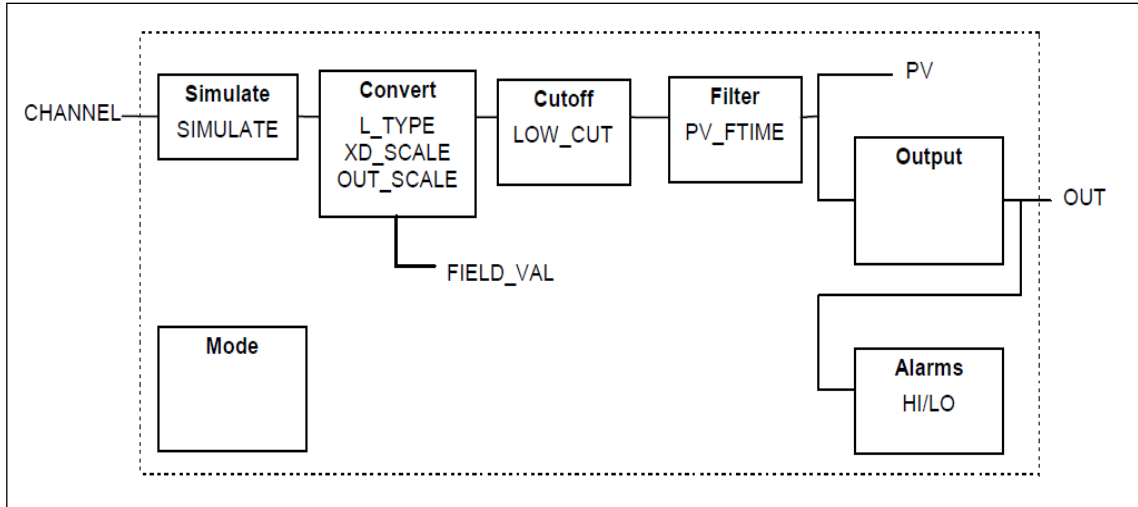 CHANNEL
Simulate
SIMULATE
Convert
L_TYPE
XD_SCALE
OUT_SCALE
Cutoff
LOW_CUT
Filter
PV_FTIME
PV
Output
OUT
FIELD_VAL
Mode
Alarms
HI/LO